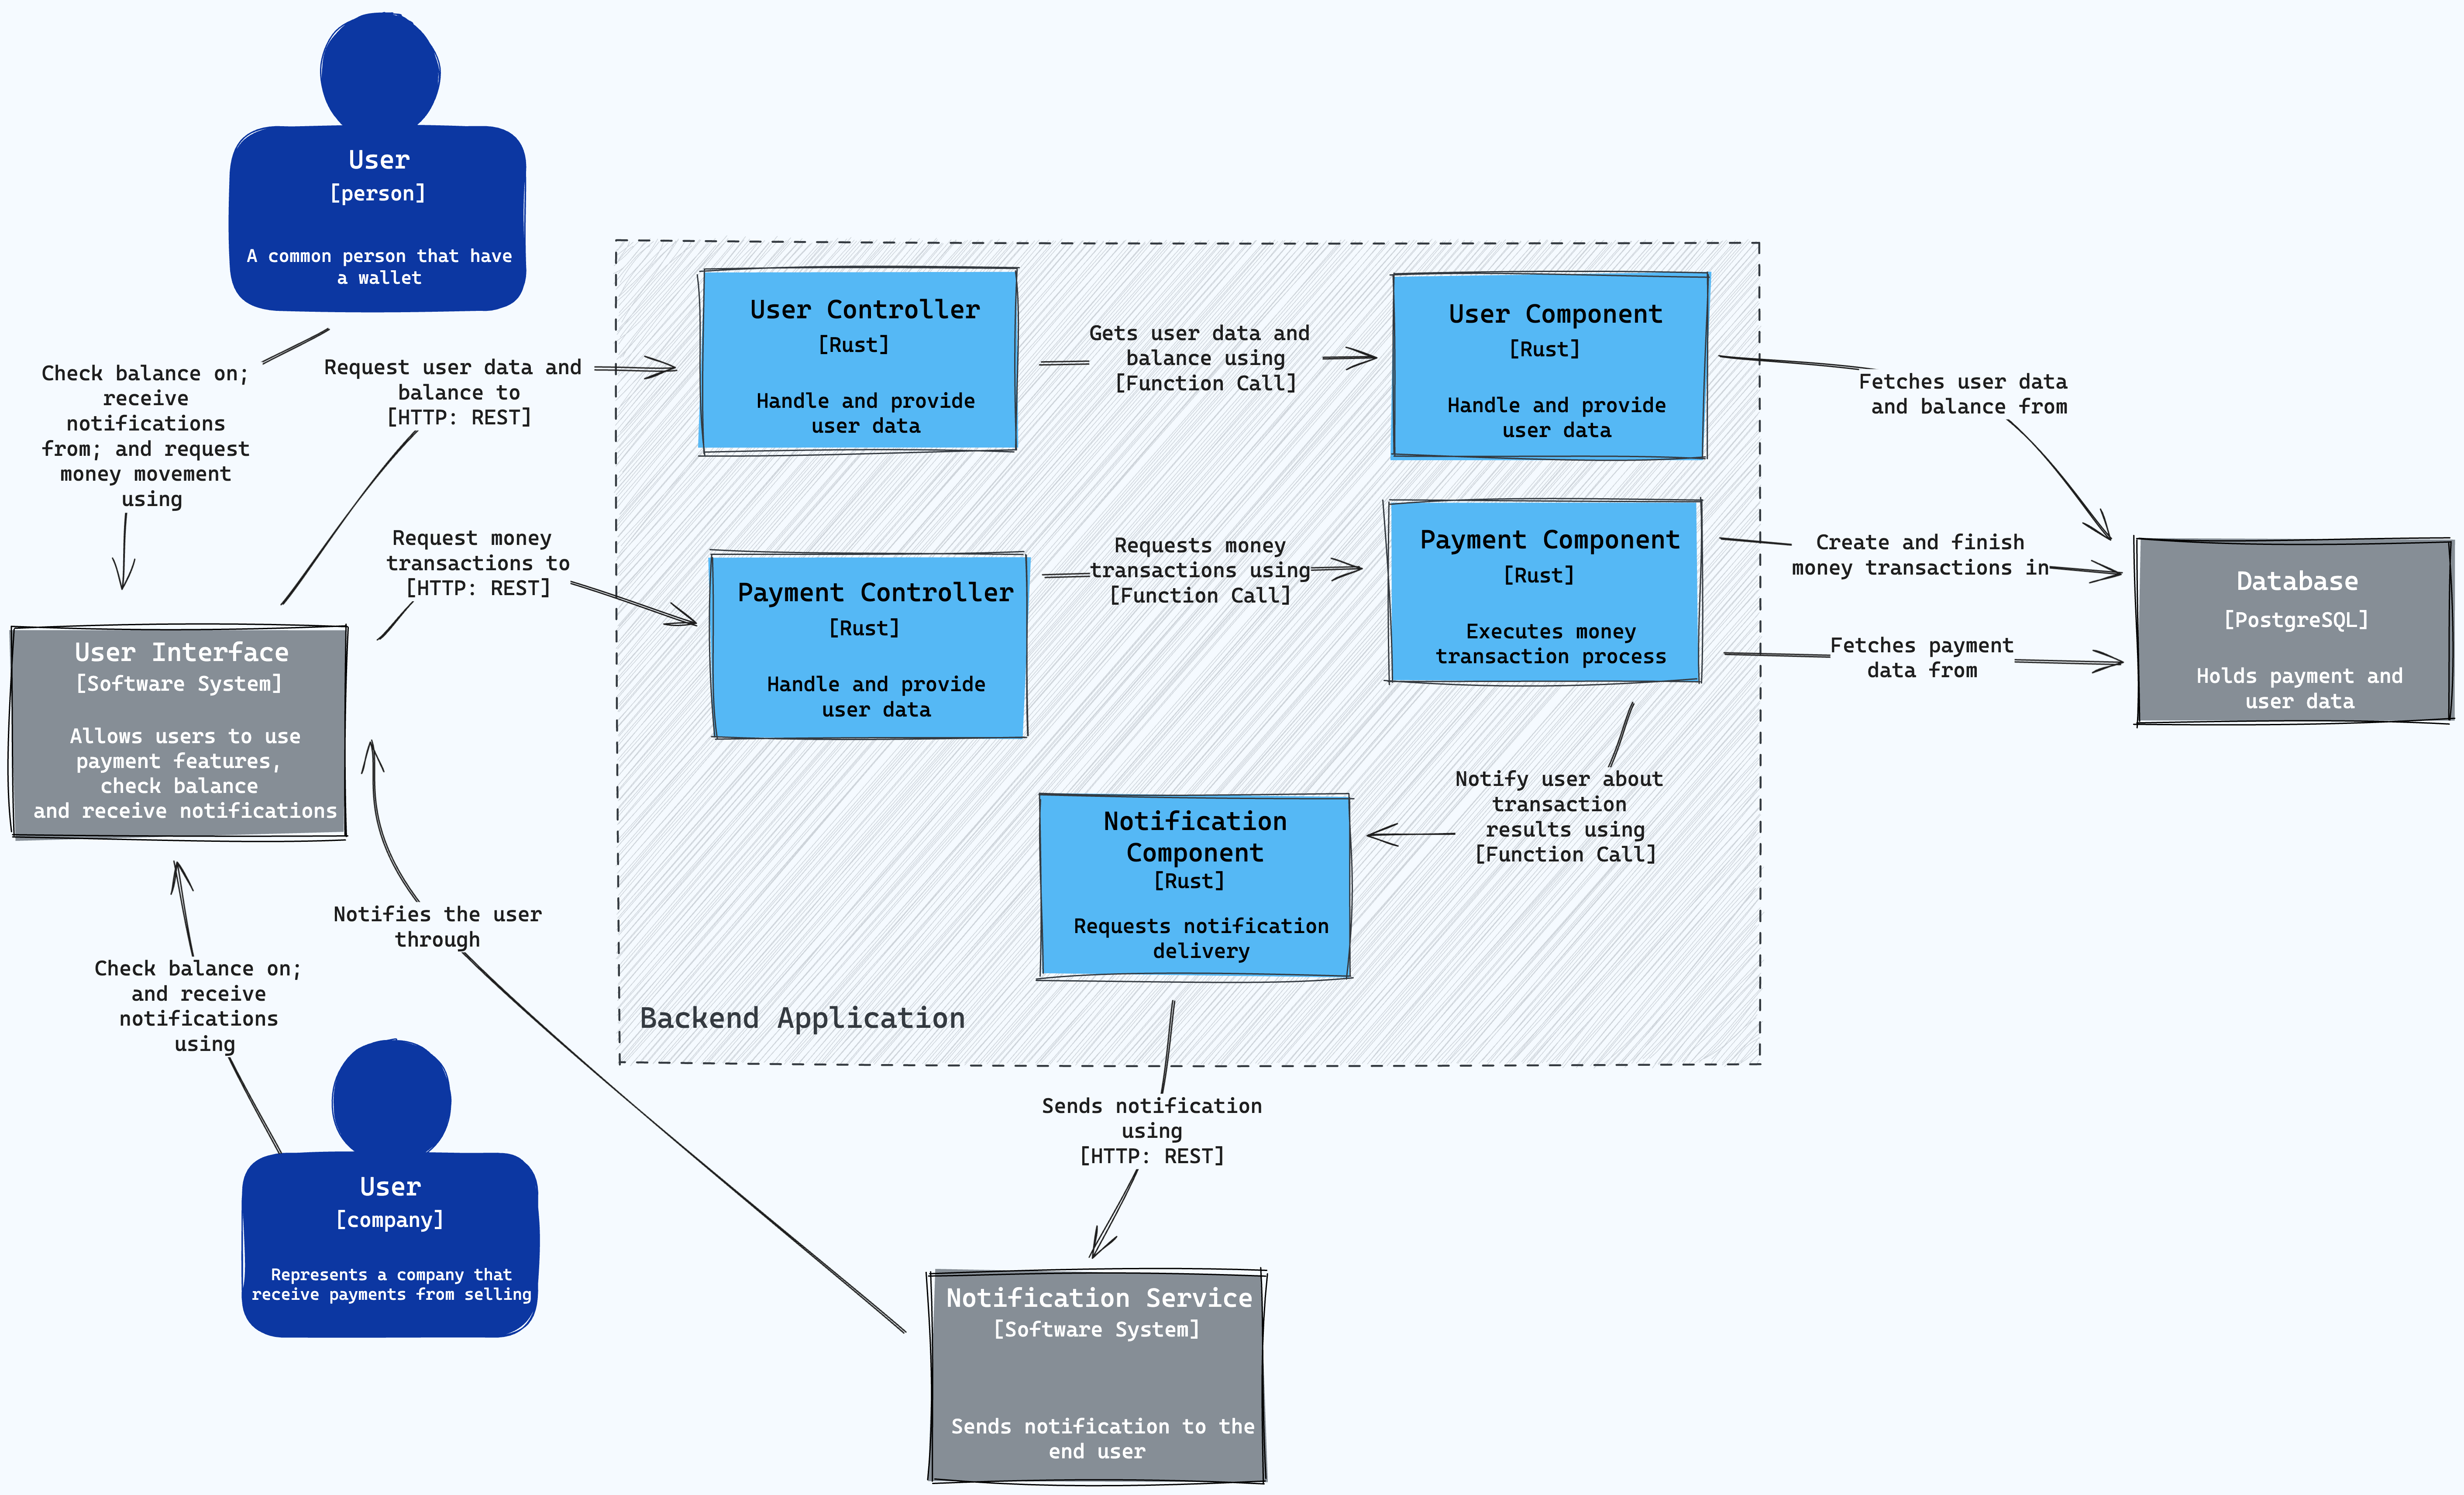 User
[person]
A common person that have
a wallet
Check balance on;
receive
notifications
from; and request
money movement
using
Request user data and
balance to
[HTTP: REST]
Request money
transactions to
[HTTP: REST]
User Interface
[Software System]
Allows users to use
payment features,
check balance
and receive notifications
Notifies the user
through
Check balance on;
and receive
notifications
using
User
[company]
Represents a company that
receive payments from selling
User Controller
[Rust]
Handle and provide
user data
Gets user data and
balance using
[Function Call]
User Component
[Rust]
Handle and provide
user data
Fetches user data
and balance from
Payment Controller
[Rust]
Handle and provide
user data
Requests money
transactions using
[Function Call]
Payment Component
[Rust]
Executes money
transaction process
Create and finish
money transactions in
Fetches payment
data from
Database
[PostgreSQL]
Holds payment and
user data
Notify user about
transaction
results using
[Function Call]
Notification
Component
[Rust]
Requests notification
delivery
Backend Application
Sends notification
using
[HTTP: REST]
Notification Service
[Software System]
Sends notification to the
end user